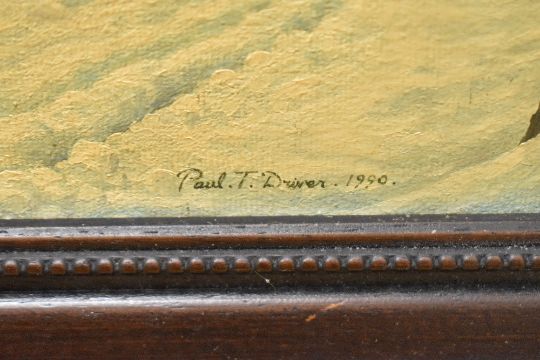 Paul. T. Driver. 1990.